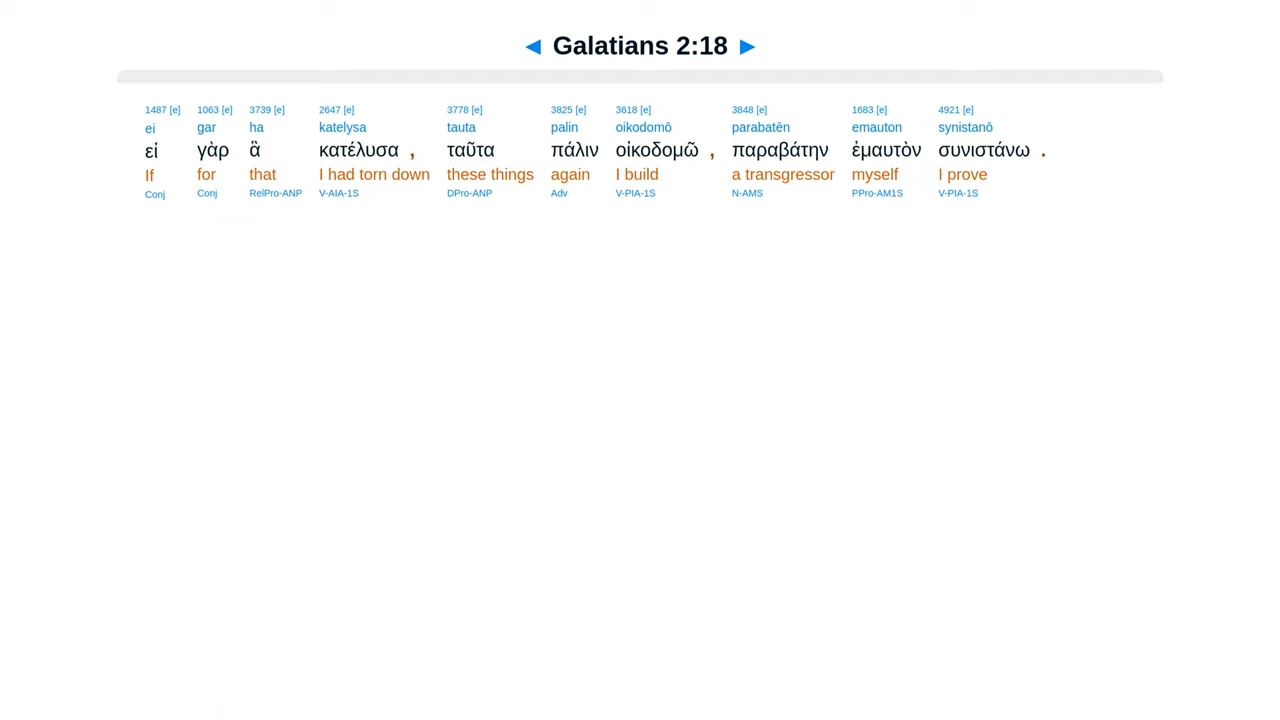 ◄ Galatians 2:18 ►
1487 [e] 1063 [e] 3739 [e] 2647 [e] 3778 [e] 3825 [e] 3618 [e] 3848 [e] 1683 [e] 4921 [e]
ei gar ha katelysa tauta palin oikodomō parabatēn emauton synistanō
εἰ γὰρ ἃ κατέλυσα , ταῦτα πάλιν οἰκοδομῶ , παραβάτην ἐμαυτὸν συνιστάνω .
If for that I had torn down these things again I build a transgressor myself I prove
Conj Conj RelPro-ANP V-AIA-1S DPro-ANP Adv V-PIA-1S N-AMS PPro-AM1S V-PIA-1S